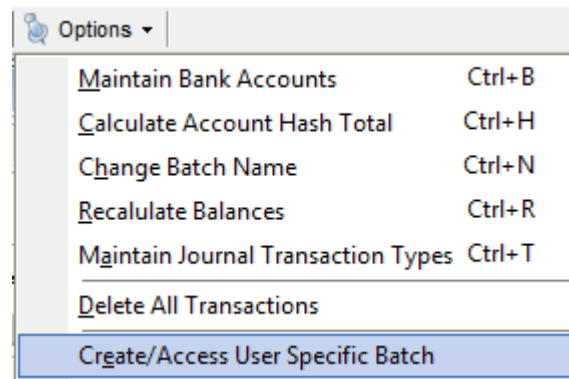 Options
Maintain Bank Accounts Ctrl+B
Calculate Account Hash Total Ctrl+H
Change Batch Name Ctrl+N
Recalulate Balances Ctrl+R
Maintain Journal Transaction Types Ctrl+T
Delete All Transactions
Create/Access User Specific Batch